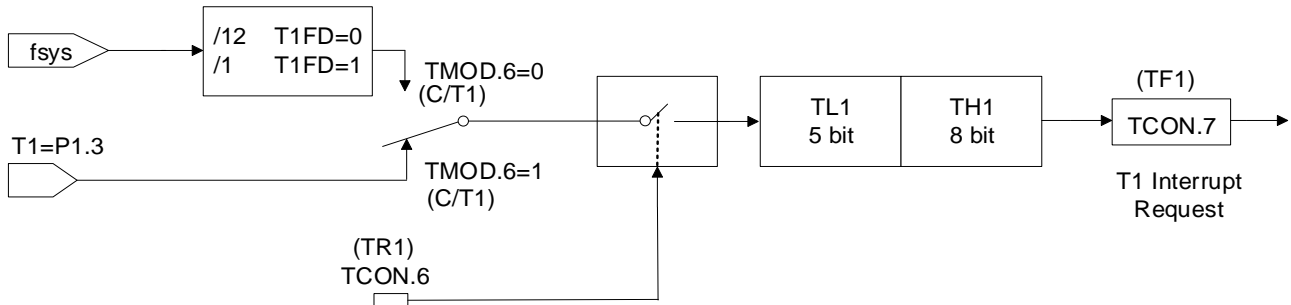 fsys
/12 T1FD=0
/1 T1FD=1
TMOD.6=0
(C/T1)
T1=P1.3
TMOD.6=1
(C/T1)
(TR1)
TCON.6
TL1
5 bit
TH1
8 bit
(TF1)
TCON.7
T1 Interrupt
Request